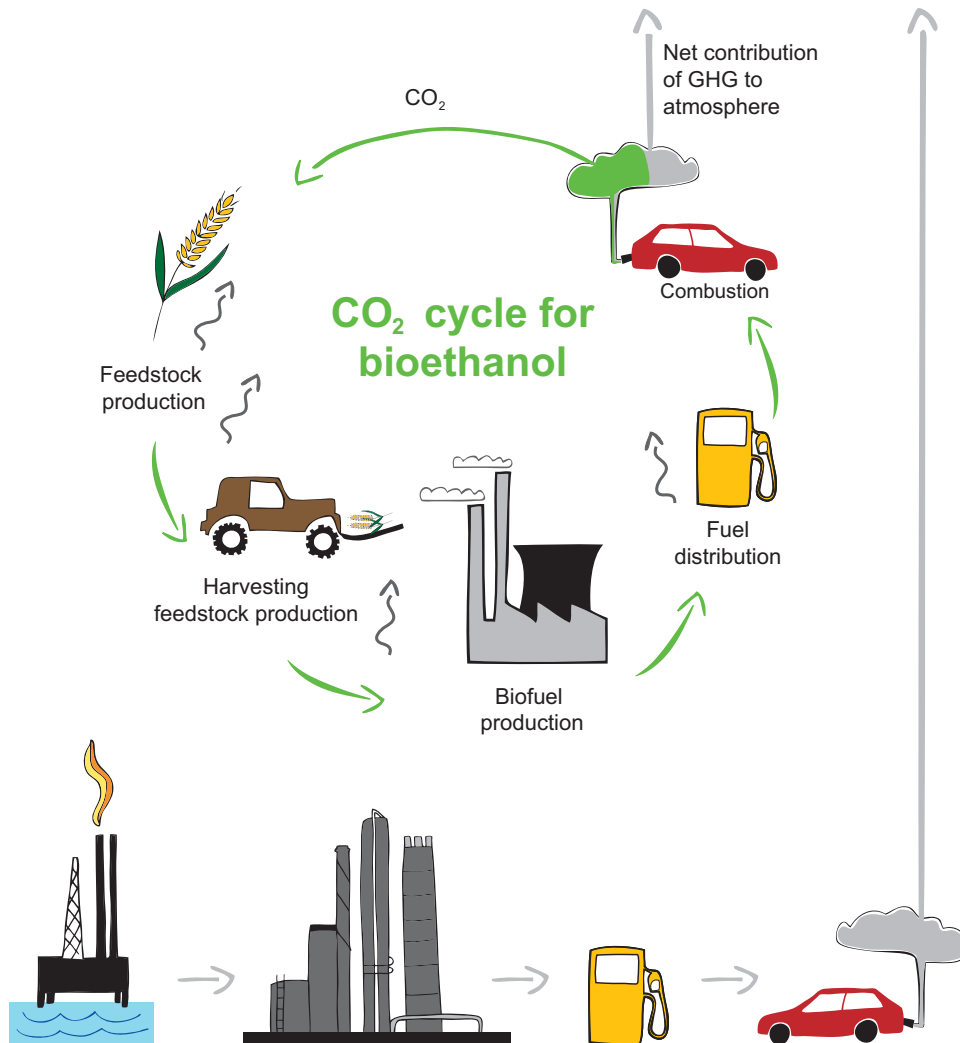 Net contribution
of GHG to
atmosphere
CO₂
Combustion
CO₂ cycle for
bioethanol
Feedstock
production
Fuel
distribution
Harvesting
feedstock production
Biofuel
production